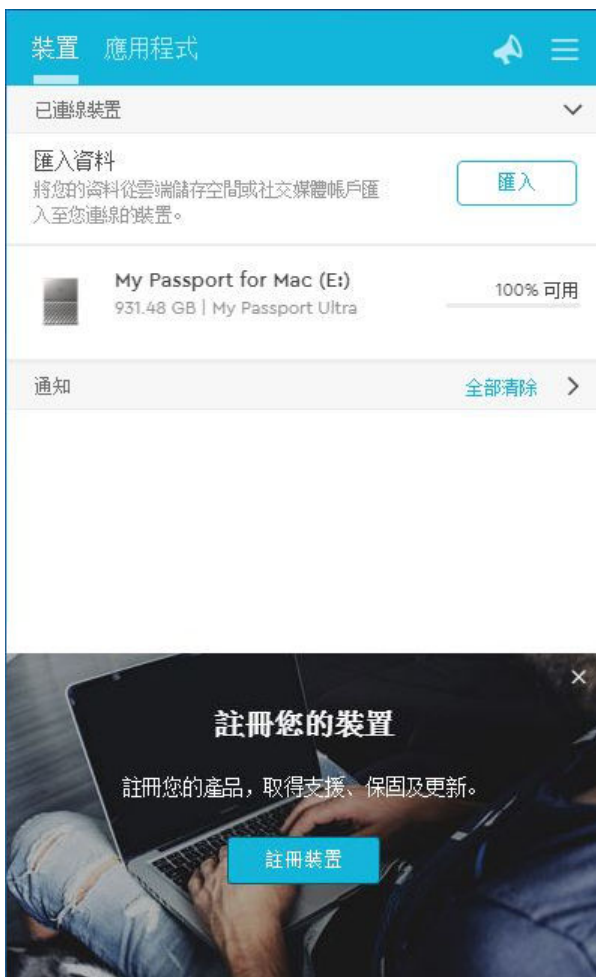 裝置 應用程式
已連線裝置
匯入資料
將您的資料從雲端儲存空間或社交媒體帳戶匯
入至您連線的裝置。
匯入
My Passport for Mac (E:)
931.48 GB | My Passport Ultra
100% 可用
通知 全部清除
註冊您的裝置
註冊您的產品，取得支援、保固及更新。
註冊裝置